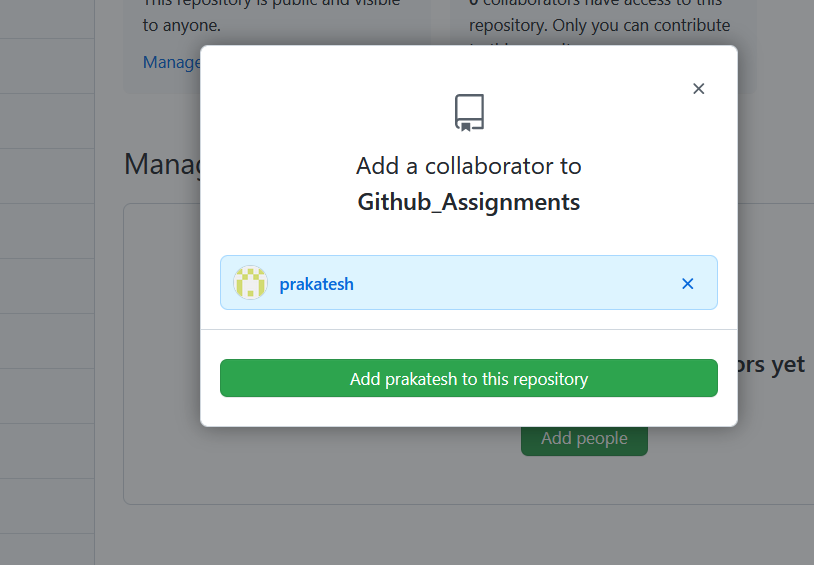 This repository is public and visible
to anyone.
Manage
0 collaborators have access to this
repository. Only you can contribute
Manag
Add a collaborator to
Github_Assignments
prakatesh
Add prakatesh to this repository
ors yet
Add people